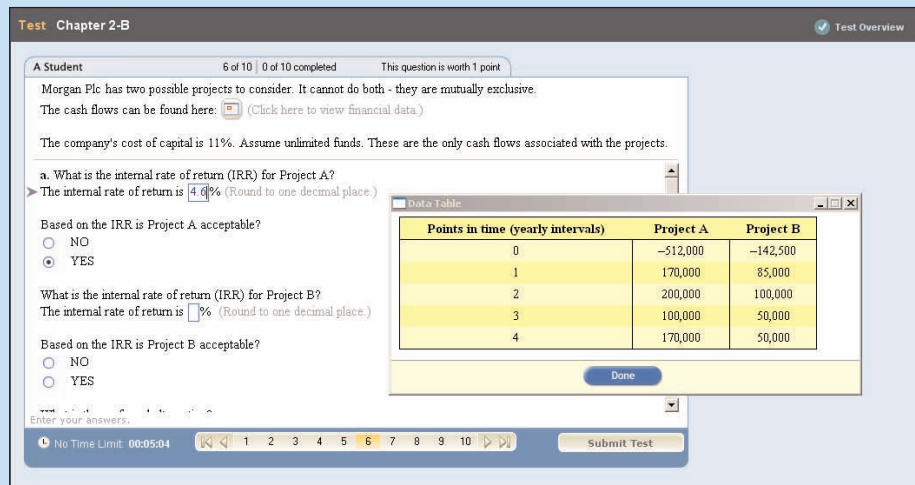 Test Chapter 2-B
Test Overview
A Student 6 of 10 | 0 of 10 completed This question is worth 1 point
Morgan Plc has two possible projects to consider. It cannot do both - they are mutually exclusive.
The cash flows can be found here: (Click here to view financial data.)
The company's cost of capital is 11%. Assume unlimited funds. These are the only cash flows associated with the projects.
a. What is the internal rate of return (IRR) for Project A?
The internal rate of return is 4.6% (Round to one decimal place.)
Based on the IRR is Project A acceptable?
NO
YES
What is the internal rate of return (IRR) for Project B?
The internal rate of return is % (Round to one decimal place.)
Based on the IRR is Project B acceptable?
NO
YES
Enter your answers.
Data Table
Points in time (yearly intervals) Project A Project B
0 –512,000 –142,500
1 170,000 85,000
2 200,000 100,000
3 100,000 50,000
4 170,000 50,000
Done
No Time Limit: 00:05:04 1 2 3 4 5 6 7 8 9 10 Submit Test